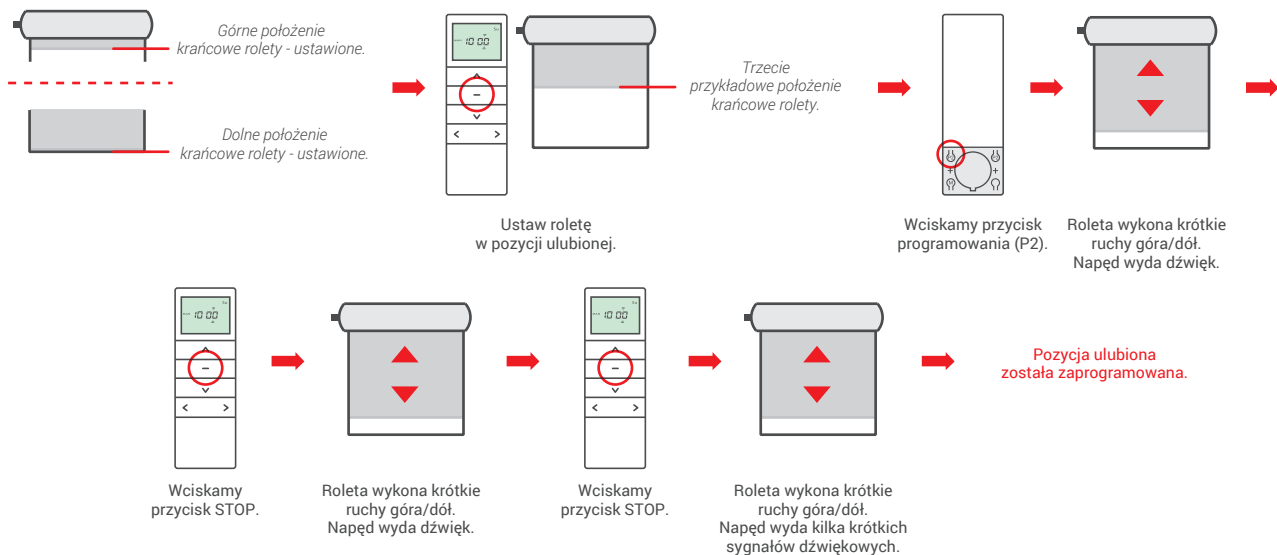 Górne położenie
krańcowe rolety - ustawione.
Dolne położenie
krańcowe rolety - ustawione.
10:00
Trzecie
przykładowe położenie
krańcowe rolety.
Ustaw roletę
w pozycji ulubionej.
Wciskamy przycisk
programowania (P2).
Roleta wykona krótkie
ruchy góra/dół.
Napęd wyda dźwięk.
10:00
Wciskamy
przycisk STOP.
Roleta wykona krótkie
ruchy góra/dół.
Napęd wyda dźwięk.
10:00
Wciskamy
przycisk STOP.
Roleta wykona krótkie
ruchy góra/dół.
Napęd wyda kilka krótkich
sygnałów dźwiękowych.
Pozycja ulubiona
została zaprogramowana.